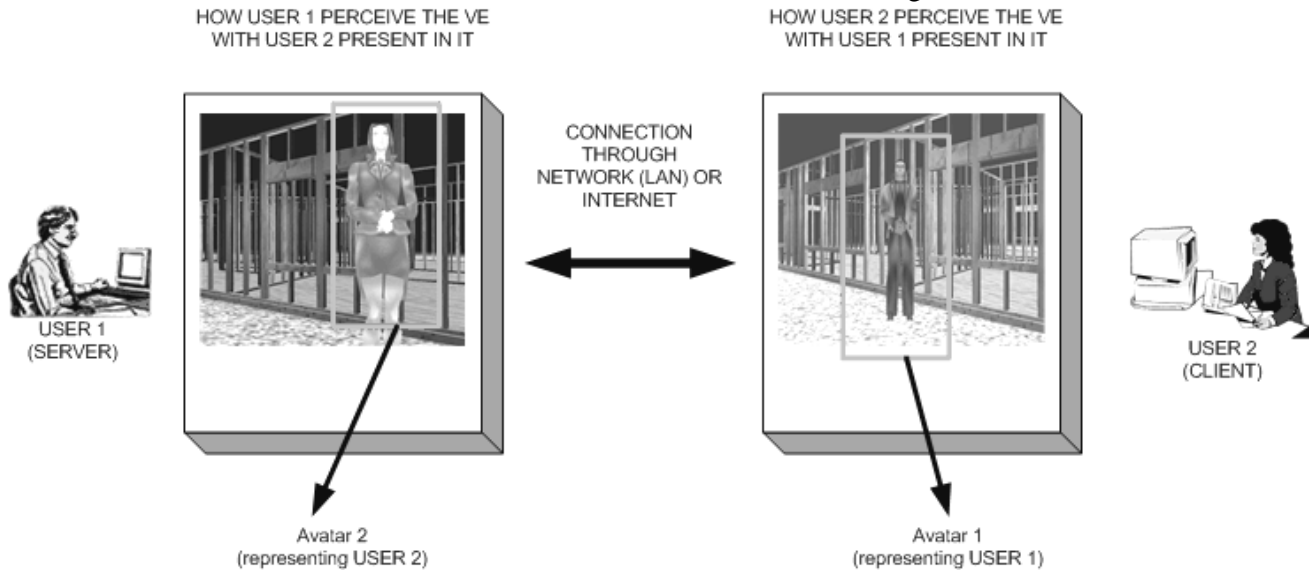 HOW USER 1 PERCEIVE THE VE
WITH USER 2 PRESENT IN IT
HOW USER 2 PERCEIVE THE VE
WITH USER 1 PRESENT IN IT
CONNECTION
THROUGH
NETWORK (LAN) OR
INTERNET
USER 1
(SERVER)
USER 2
(CLIENT)
Avatar 2
(representing USER 2)
Avatar 1
(representing USER 1)